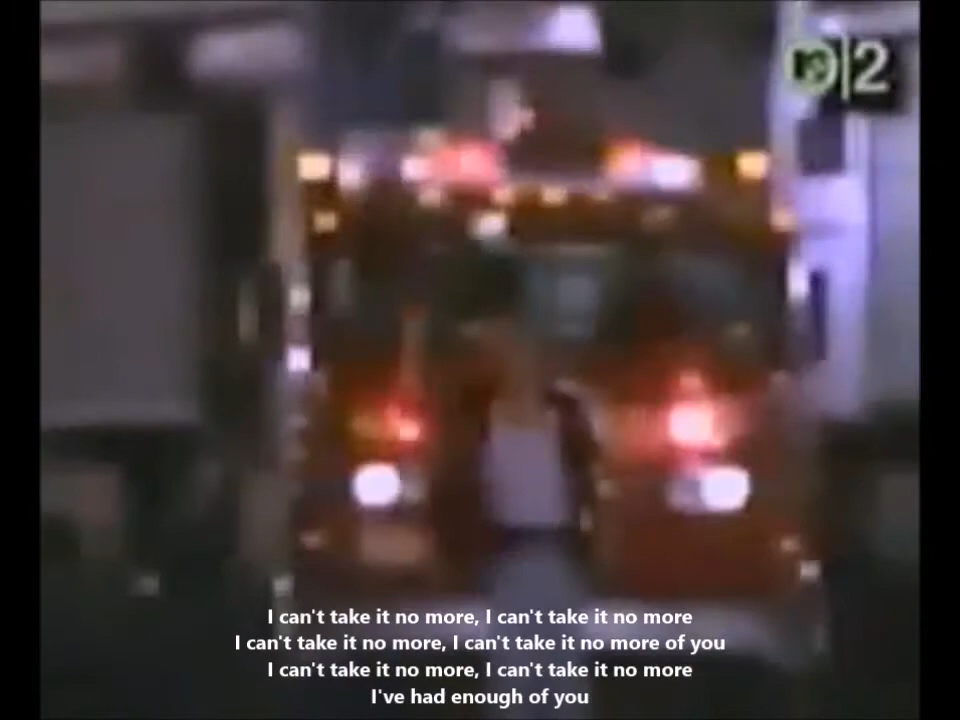 2
I can't take it no more, I can't take it no more
I can't take it no more, I can't take it no more of you
I can't take it no more, I can't take it no more
I've had enough of you